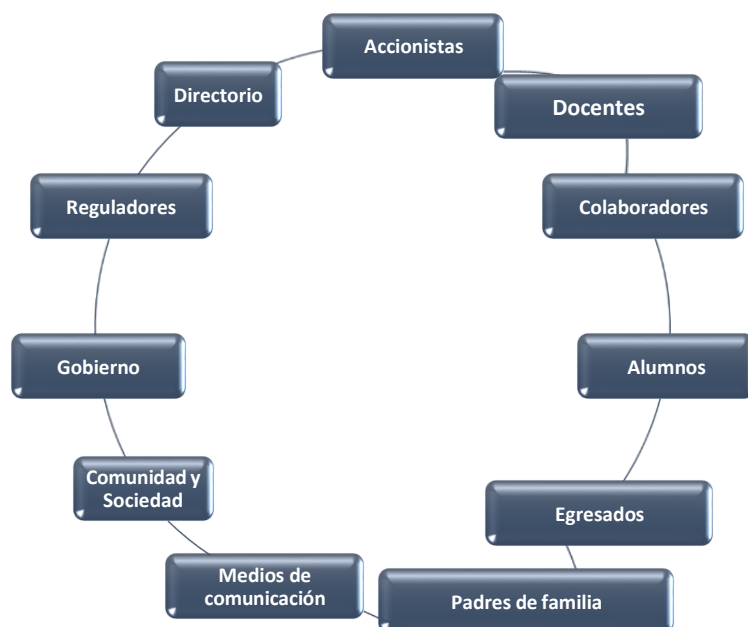 Accionistas
Docentes
Colaboradores
Alumnos
Egresados
Padres de familia
Medios de
comunicación
Comunidad y
Sociedad
Gobierno
Reguladores
Directorio